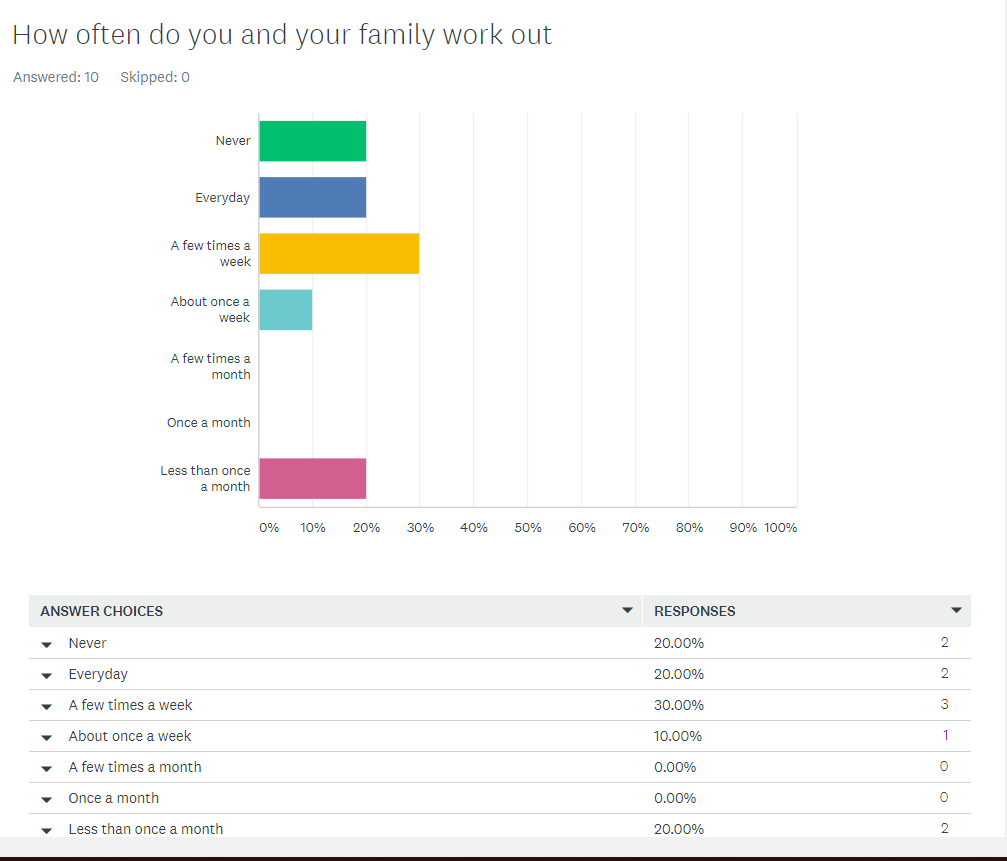 How often do you and your family work out
Answered: 10 Skipped: 0
Never
Everyday
A few times a
week
About once a
week
A few times a
month
Once a month
Less than once
a month
0% 10% 20% 30% 40% 50% 60% 70% 80% 90% 100%
ANSWER CHOICES RESPONSES
Never 20.00% 2
Everyday 20.00% 2
A few times a week 30.00% 3
About once a week 10.00% 1
A few times a month 0.00% 0
Once a month 0.00% 0
Less than once a month 20.00% 2